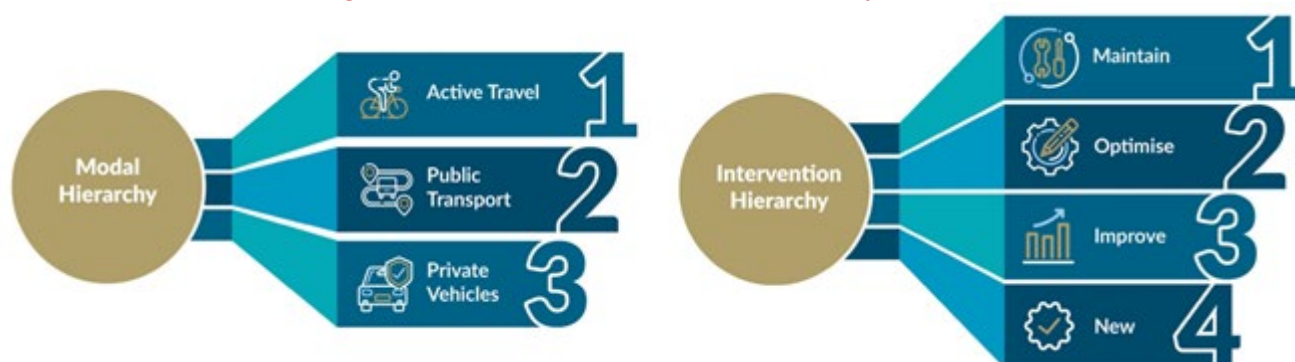 Modal
Hierarchy
Active Travel
1
Public
Transport
2
Private
Vehicles
3
Intervention
Hierarchy
Maintain
1
Optimise
2
Improve
3
New
4